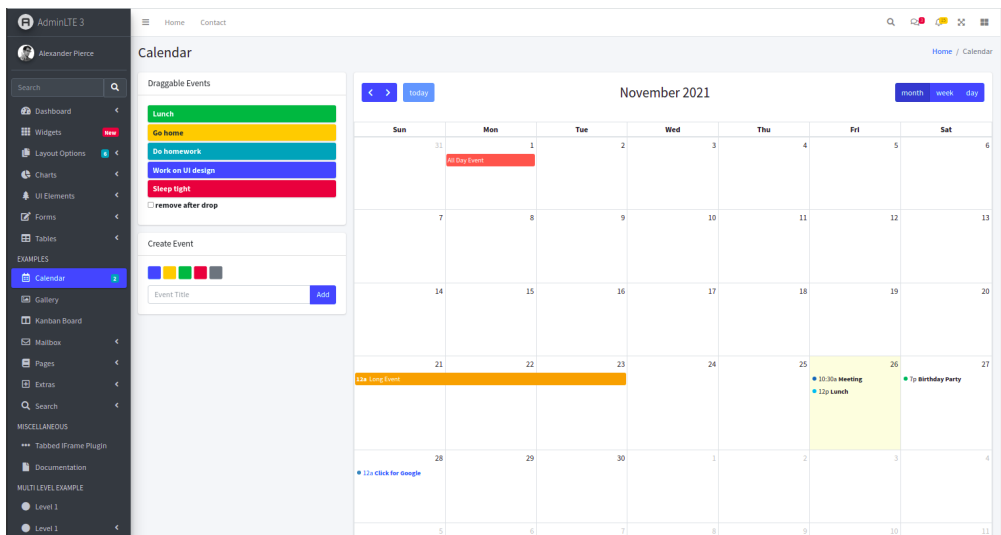 AdminLTE 3
Home Contact
2
15
Alexander Pierce
Search
Dashboard
Widgets New
Layout Options 6
Charts
UI Elements
Forms
Tables
EXAMPLES
Calendar 2
Gallery
Kanban Board
Mailbox
Pages
Extras
Search
MISCELLANEOUS
Tabbed IFrame Plugin
Documentation
MULTI LEVEL EXAMPLE
Level 1
Level 1
Calendar
Home / Calendar
Draggable Events
Lunch
Go home
Do homework
Work on UI design
Sleep tight
remove after drop
Create Event
Event Title Add
today
November 2021
month week day
Sun Mon Tue Wed Thu Fri Sat
31 1 2 3 4 5 6
All Day Event
7 8 9 10 11 12 13
14 15 16 17 18 19 20
21 22 23 24 25 26 27
12a Long Event
10:30a Meeting
7p Birthday Party
12p Lunch
28 29 30 1 2 3 4
12a Click for Google
5 6 7 8 9 10 11